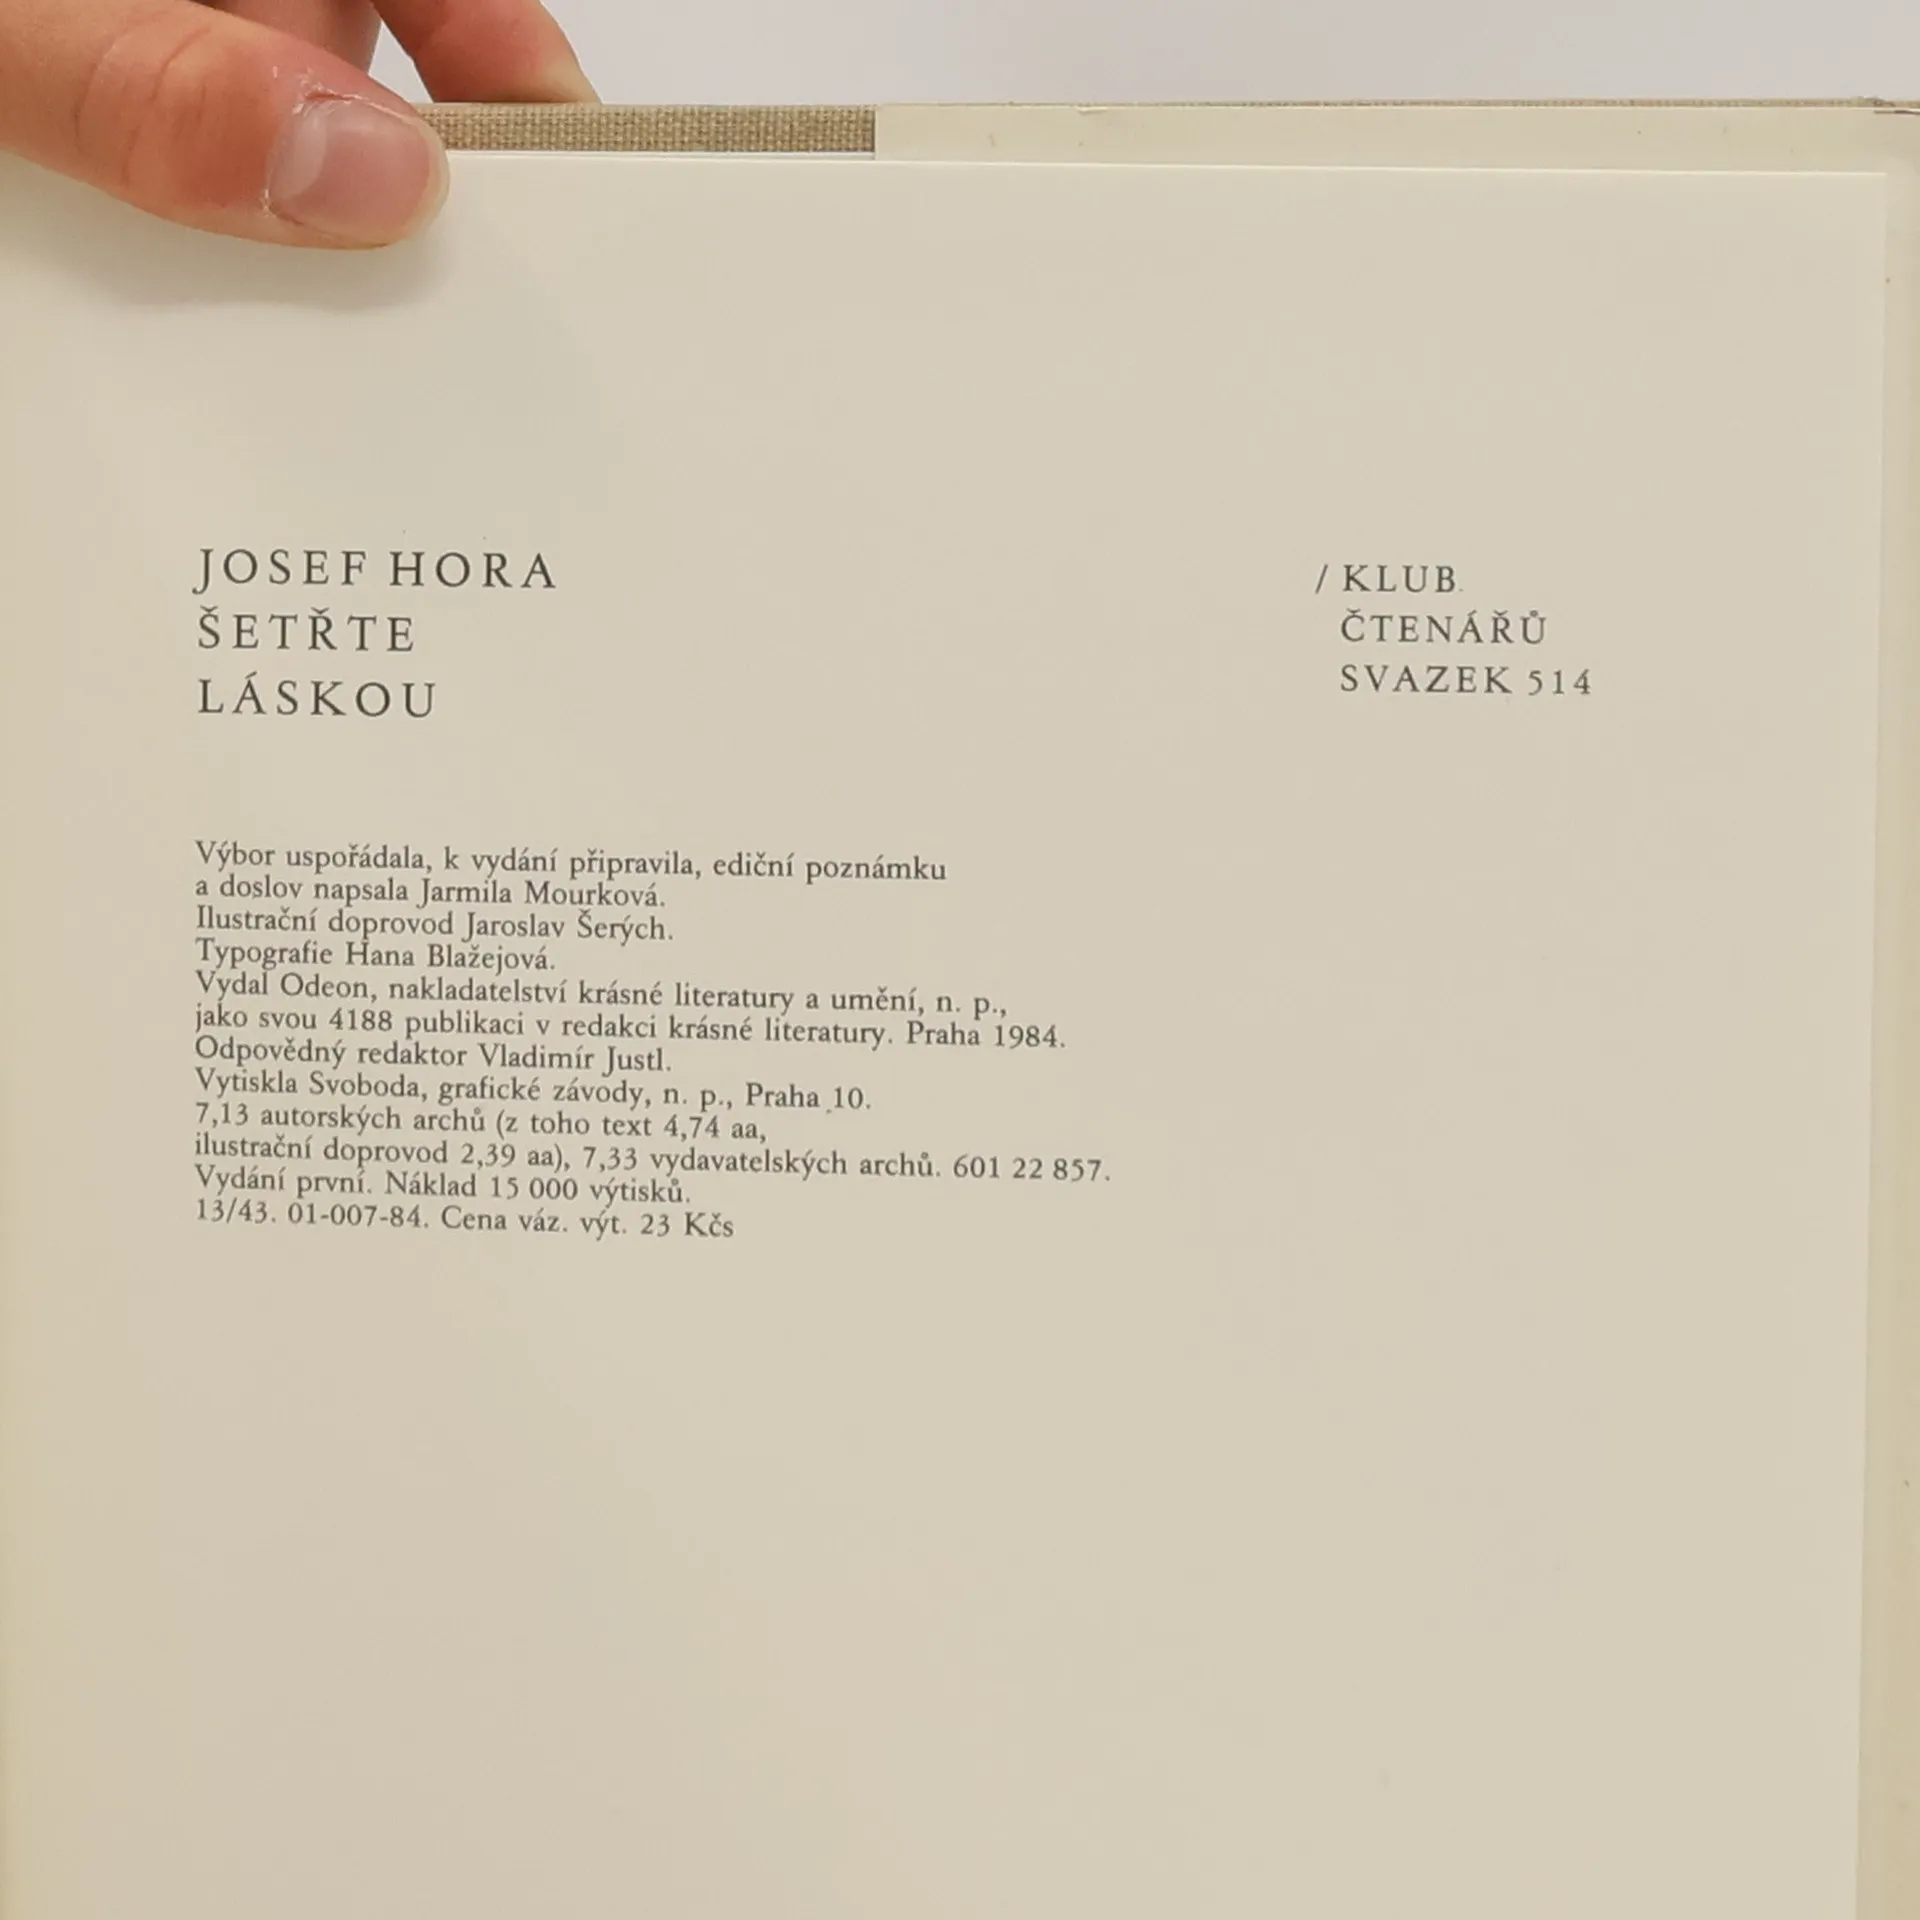 JOSEF HORA
ŠETŘTE
LÁSKOU
/ KLUB
ČTENÁŘŮ
SVAZEK 514
Výbor uspořádala, k vydání připravila, ediční poznámku
a doslov napsala Jarmila Mourková.
Ilustrační doprovod Jaroslav Šerých.
Typografie Hana Blažejová.
Vydal Odeon, nakladatelství krásné literatury a umění, n. p.,
jako svou 4188 publikaci v redakci krásné literatury. Praha 1984.
Odpovědný redaktor Vladimír Justl.
Vytiskla Svoboda, grafické závody, n. p., Praha 10.
7,13 autorských archů (z toho text 4,74 aa,
ilustrační doprovod 2,39 aa), 7,33 vydavatelských archů. 601 22 857.
Vydání první. Náklad 15 000 výtisků.
13/43. 01-007-84. Cena váz. výt. 23 Kčs